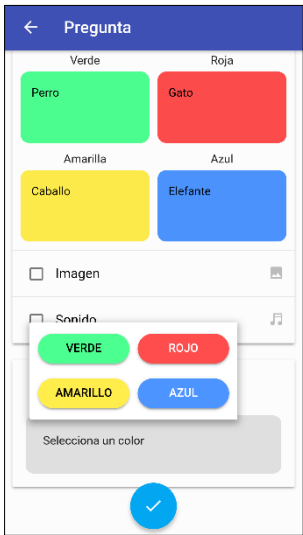 Pregunta
Verde Roja
Perro Gato
Amarilla Azul
Caballo Elefante
Imagen
Sonido
VERDE ROJO
AMARILLO AZUL
Selecciona un color